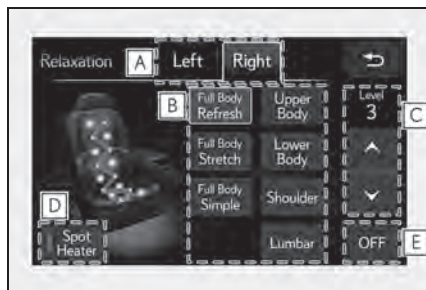 Relaxation
A
Left
Right
B
Full Body
Refresh
Upper
Body
Level
3
C
Full Body
Stretch
Lower
Body
Full Body
Simple
Shoulder
D
Spot
Heater
Lumbar
OFF
E